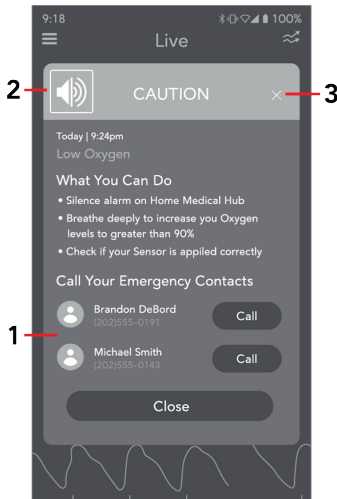 9:18 100%
Live
2 CAUTION × 3
Today | 9:24pm
Low Oxygen
What You Can Do
• Silence alarm on Home Medical Hub
• Breathe deeply to increase you Oxygen
levels to greater than 90%
• Check if your Sensor is appiled correctly
Call Your Emergency Contacts
Brandon DeBord
(202)555-0191
Call
1
Michael Smith
(202)555-0143
Call
Close